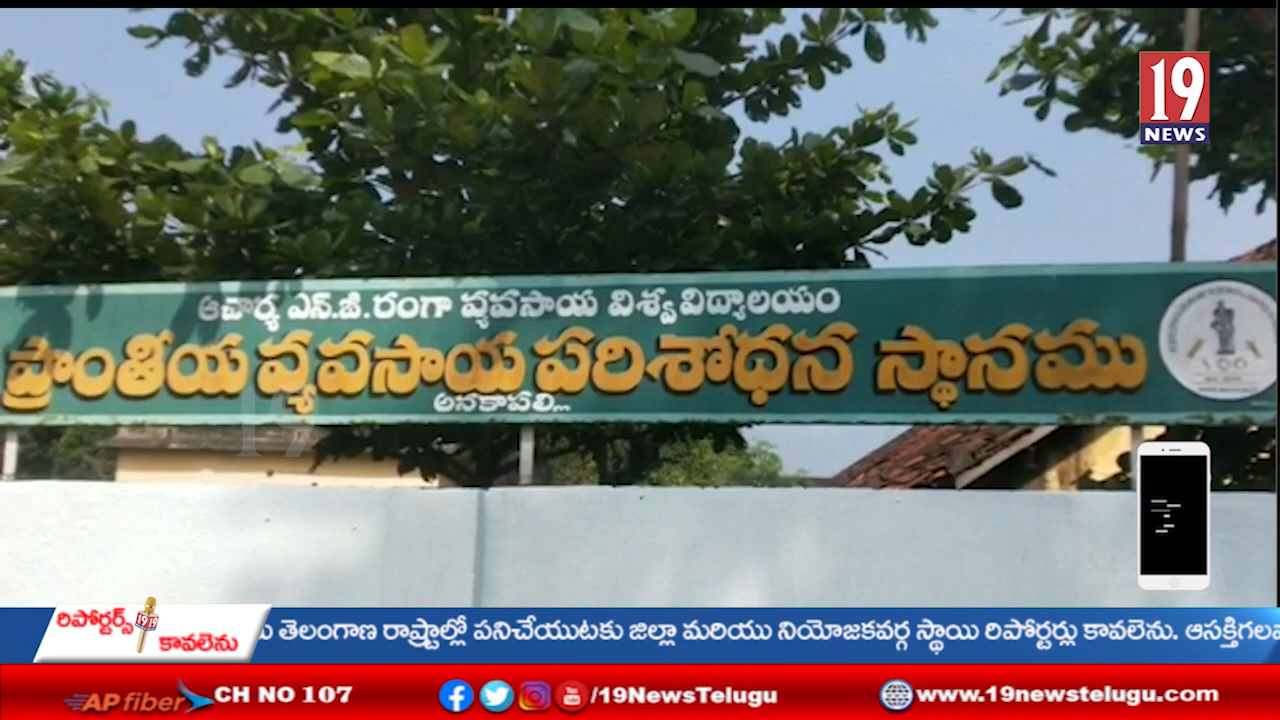 19
NEWS
ఆచార్య ఎన్.జి.రంగా వ్యవసాయ విశ్వవిద్యాలయం
ప్రాంతీయ వ్యవసాయ పరిశోధన స్థానము
అనకాపల్లి...
రిపోర్టర్స్
కావలెను
తెలంగాణ రాష్ట్రాల్లో పనిచేయుటకు జిల్లా మరియు నియోజకవర్గ స్థాయి రిపోర్టర్లు కావలెను.
AP fiber CH NO 107 /19NewsTelugu www.19newstelugu.com